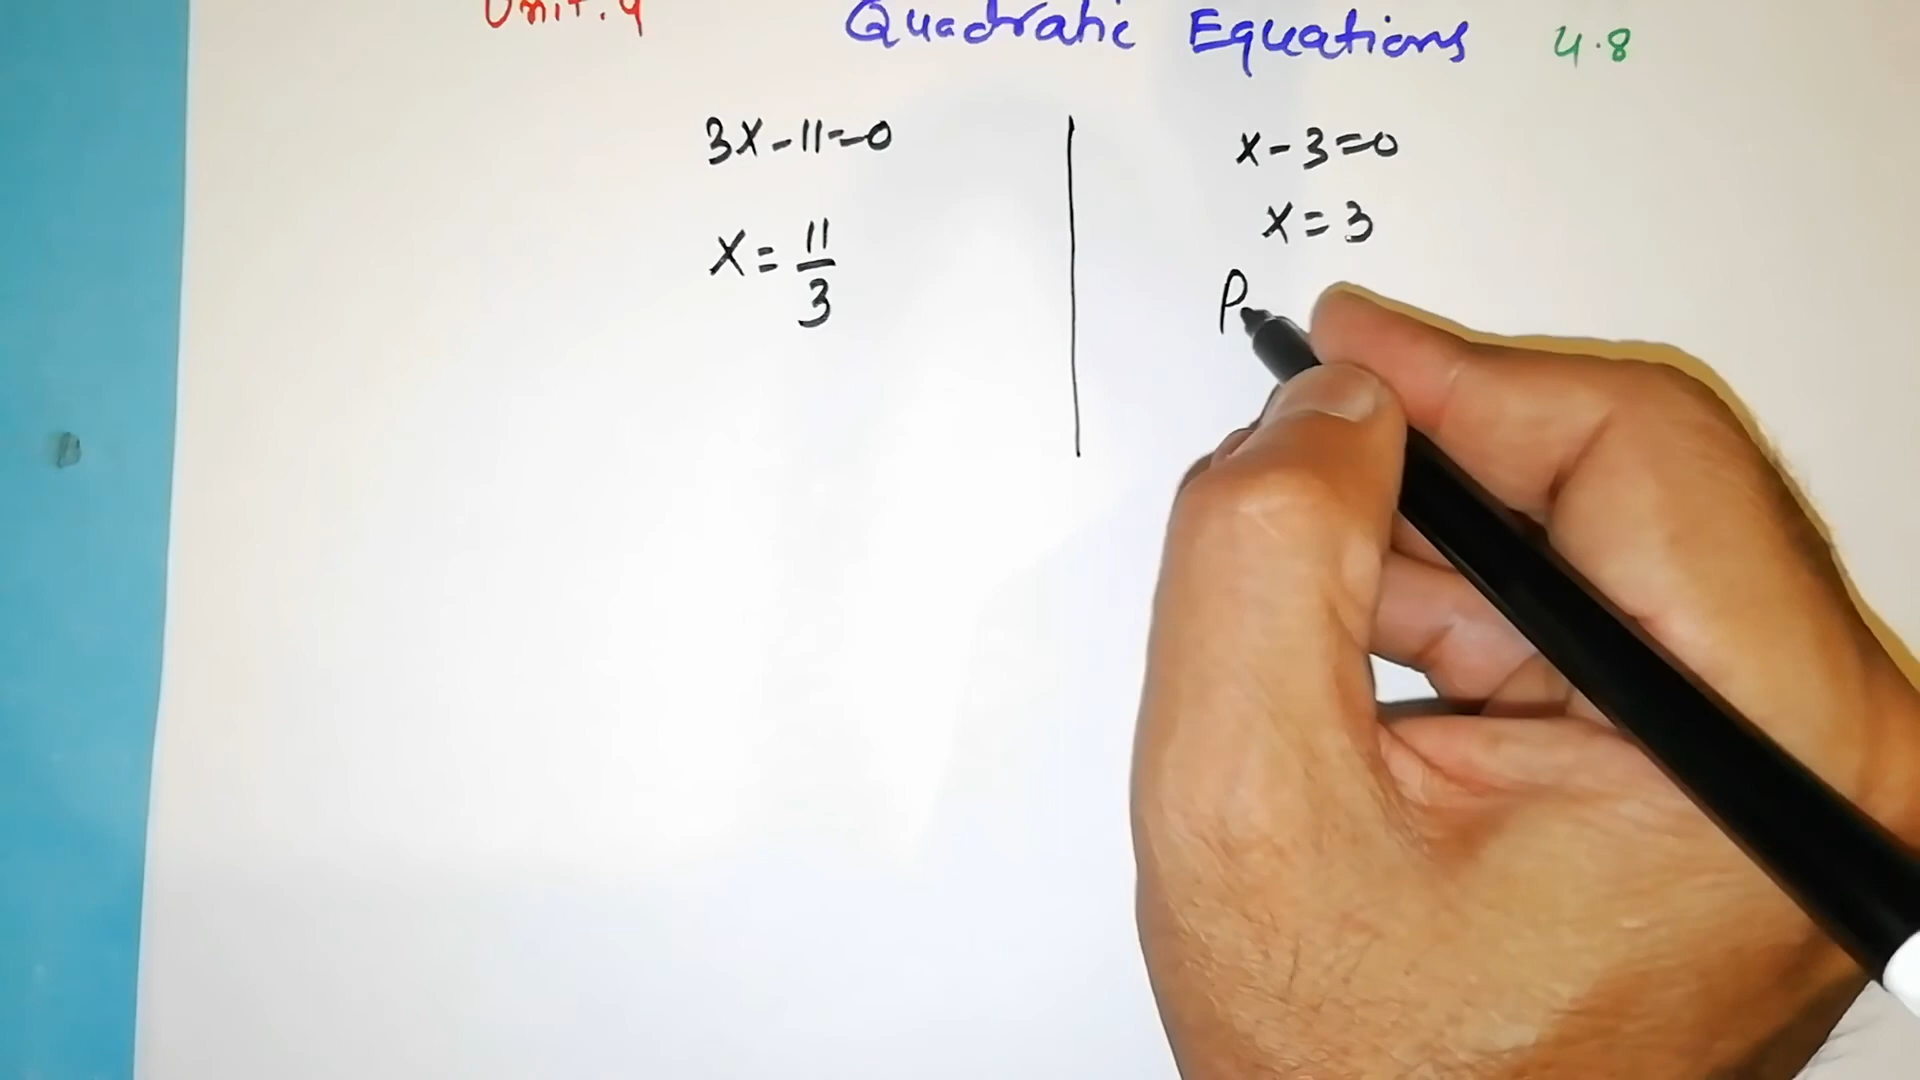 Unit.4 Quadratic Equations 4.8
3x-11=0
x = 11/3
x-3=0
x = 3
P